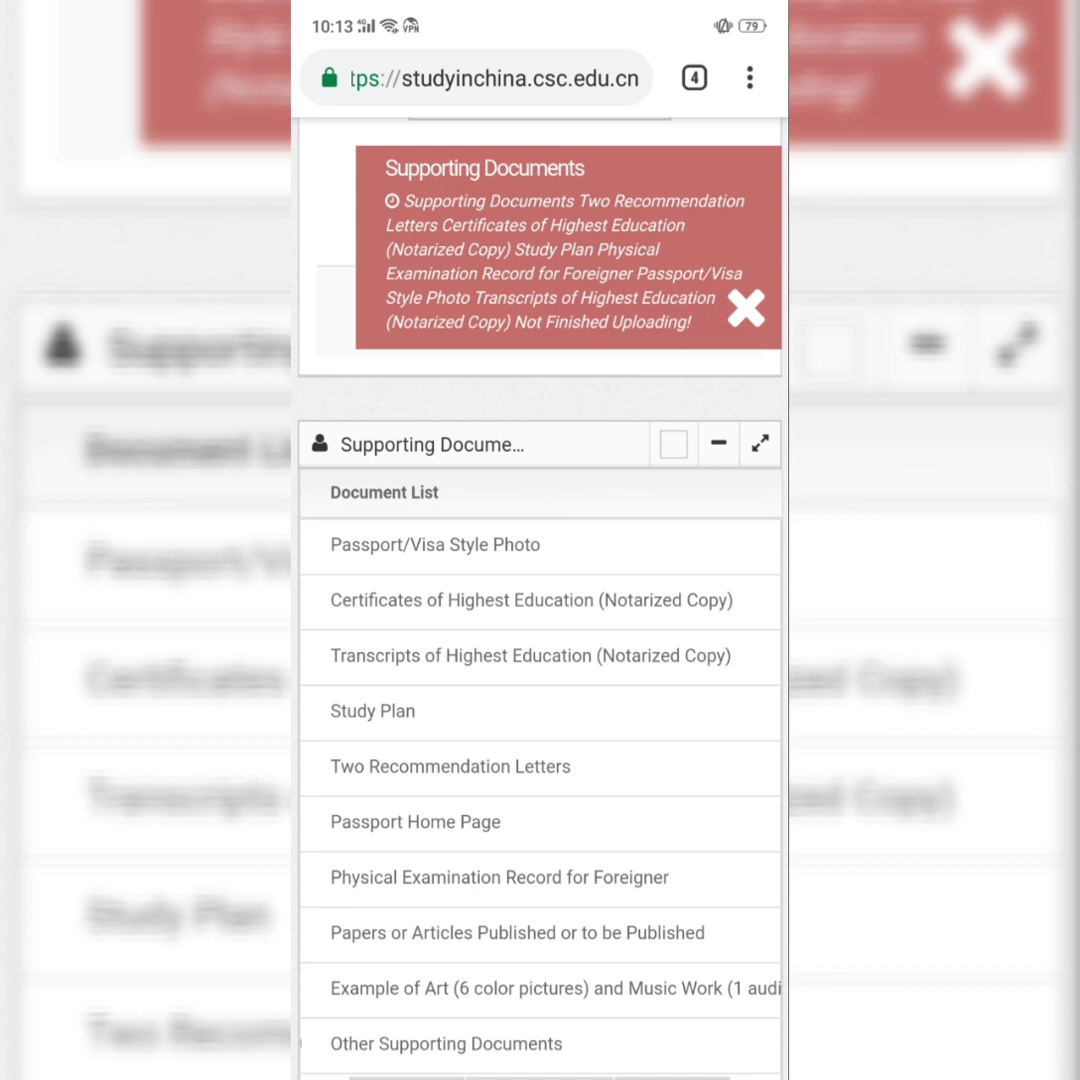 10:13 4G VPN 79
tps://studyinchina.csc.edu.cn 4
Supporting Documents
Supporting Documents Two Recommendation
Letters Certificates of Highest Education
(Notarized Copy) Study Plan Physical
Examination Record for Foreigner Passport/Visa
Style Photo Transcripts of Highest Education
(Notarized Copy) Not Finished Uploading!
Supporting Docume...
Document List
Passport/Visa Style Photo
Certificates of Highest Education (Notarized Copy)
Transcripts of Highest Education (Notarized Copy)
Study Plan
Two Recommendation Letters
Passport Home Page
Physical Examination Record for Foreigner
Papers or Articles Published or to be Published
Example of Art (6 color pictures) and Music Work (1 audi
Other Supporting Documents